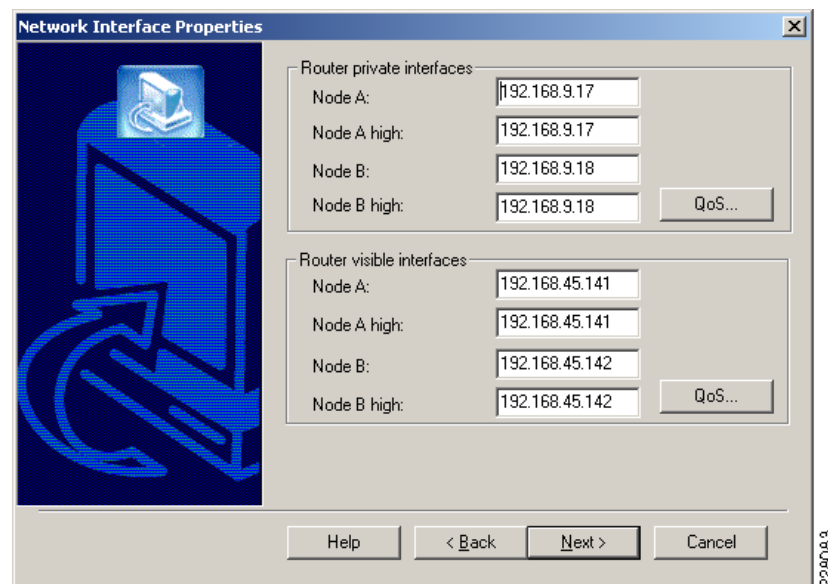 Network Interface Properties
Router private interfaces
Node A: 192.168.9.17
Node A high: 192.168.9.17
Node B: 192.168.9.18
Node B high: 192.168.9.18 QoS...
Router visible interfaces
Node A: 192.168.45.141
Node A high: 192.168.45.141
Node B: 192.168.45.142
Node B high: 192.168.45.142 QoS...
Help < Back Next > Cancel